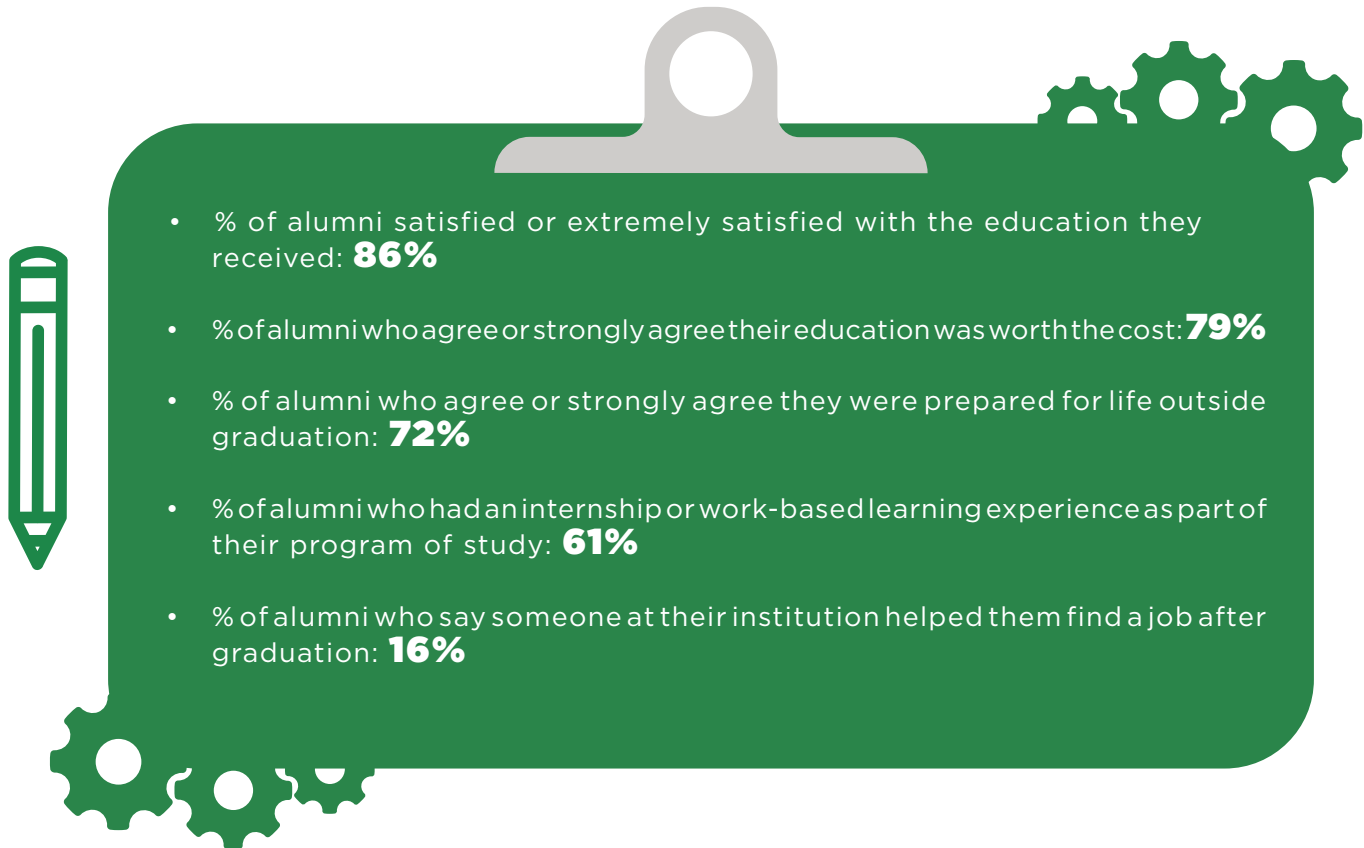 • % of alumni satisfied or extremely satisfied with the education they
received: 86%
• % of alumni who agree or strongly agree their education was worth the cost: 79%
• % of alumni who agree or strongly agree they were prepared for life outside
graduation: 72%
• % of alumni who had an internship or work-based learning experience as part of
their program of study: 61%
• % of alumni who say someone at their institution helped them find a job after
graduation: 16%